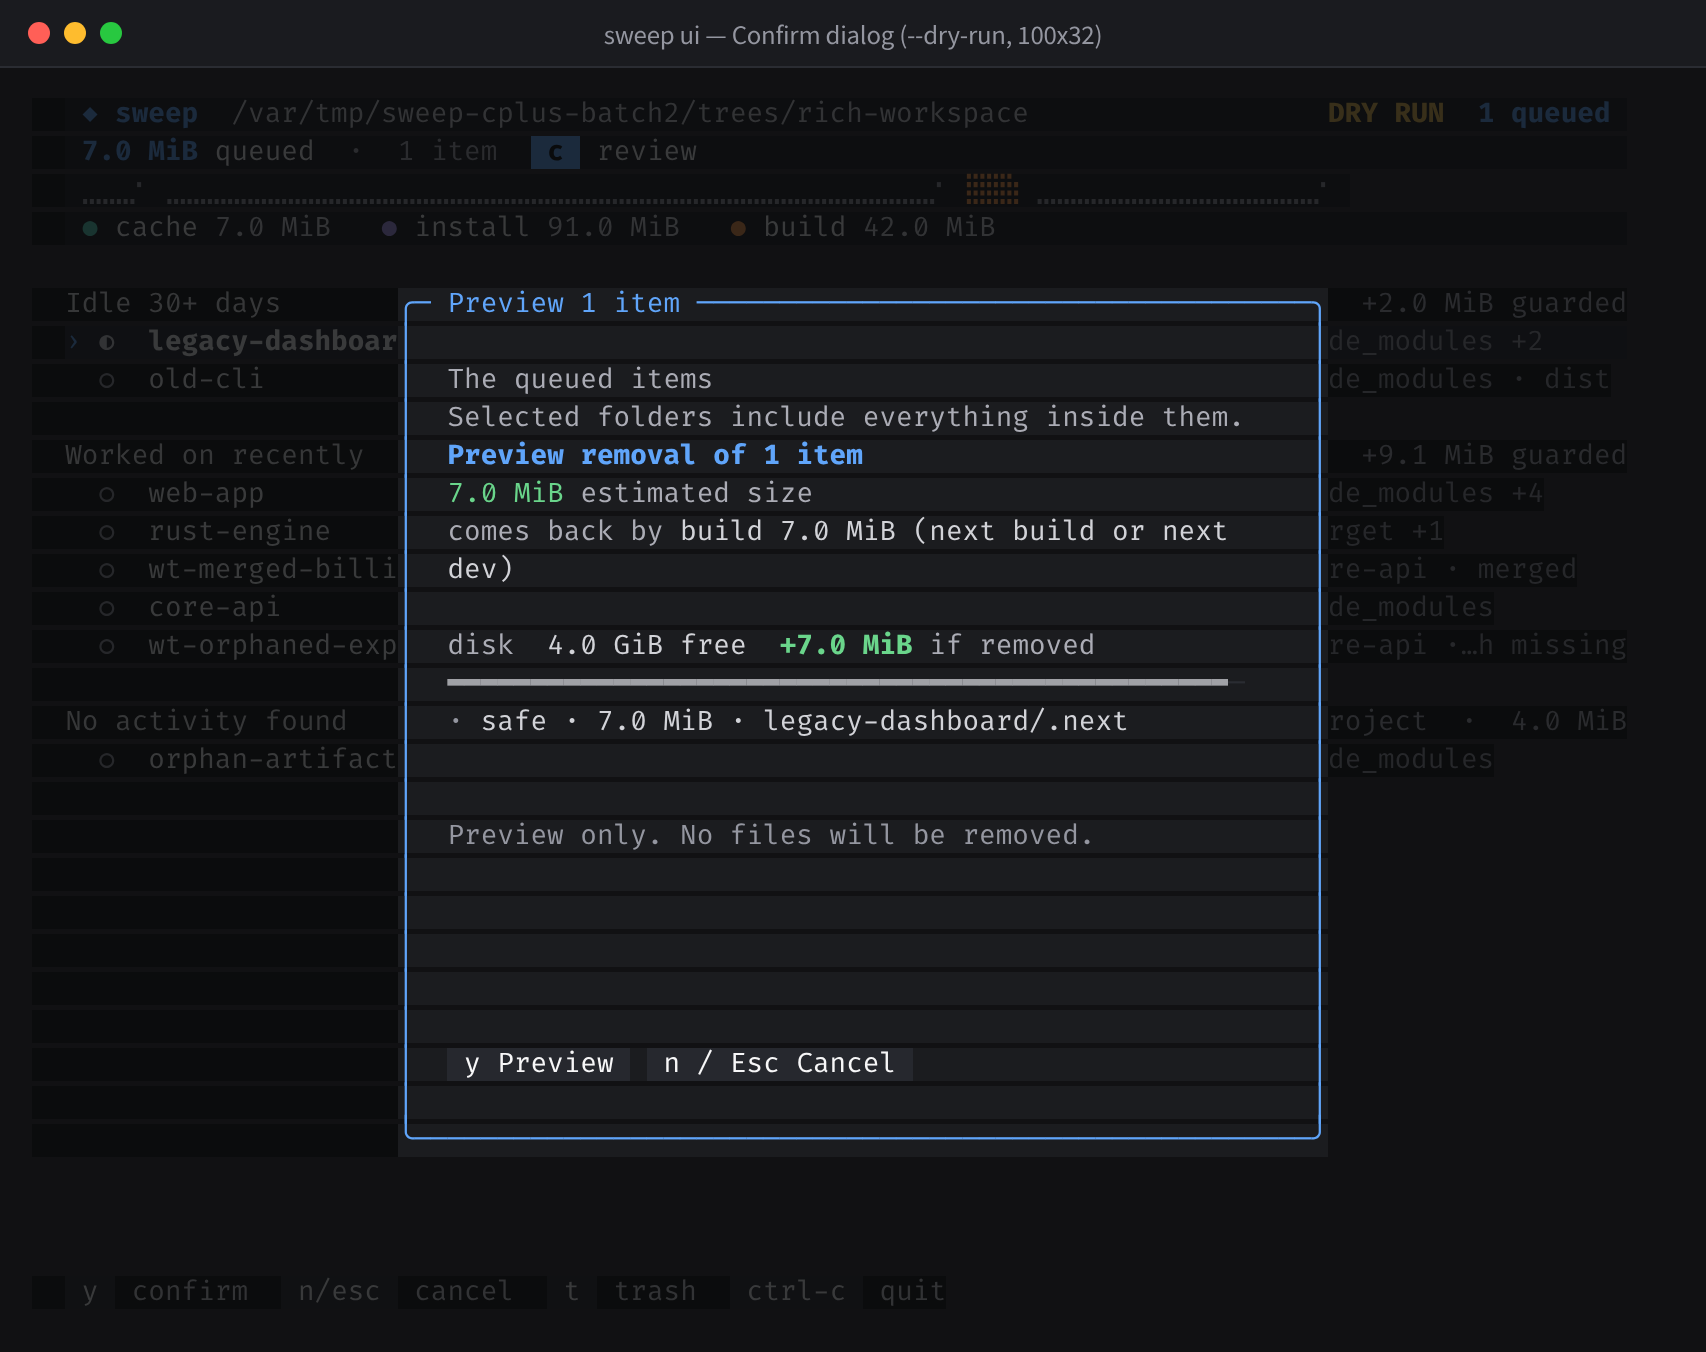 sweep ui — Confirm dialog (--dry-run, 100x32)
◆ sweep /var/tmp/sweep-cplus-batch2/trees/rich-workspace DRY RUN 1 queued
7.0 MiB queued · 1 item c review
● cache 7.0 MiB ● install 91.0 MiB ● build 42.0 MiB
Idle 30+ days Preview 1 item +2.0 MiB guarded
› ◐ legacy-dashboar de_modules +2
○ old-cli The queued items de_modules · dist
Selected folders include everything inside them.
Worked on recently Preview removal of 1 item +9.1 MiB guarded
○ web-app 7.0 MiB estimated size de_modules +4
○ rust-engine comes back by build 7.0 MiB (next build or next rget +1
○ wt-merged-billi dev) re-api · merged
○ core-api de_modules
○ wt-orphaned-exp disk 4.0 GiB free +7.0 MiB if removed re-api ·…h missing
No activity found · safe · 7.0 MiB · legacy-dashboard/.next roject · 4.0 MiB
○ orphan-artifact de_modules
Preview only. No files will be removed.
y Preview n / Esc Cancel
y confirm n/esc cancel t trash ctrl-c quit